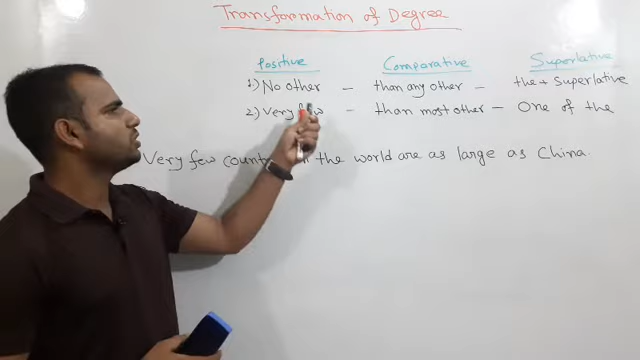 Transformation of Degree
Positive Comparative Superlative
1.) No other - than any other - the + Superlative
2) Very few - than most other - One of the
Very few the world are as large as China.